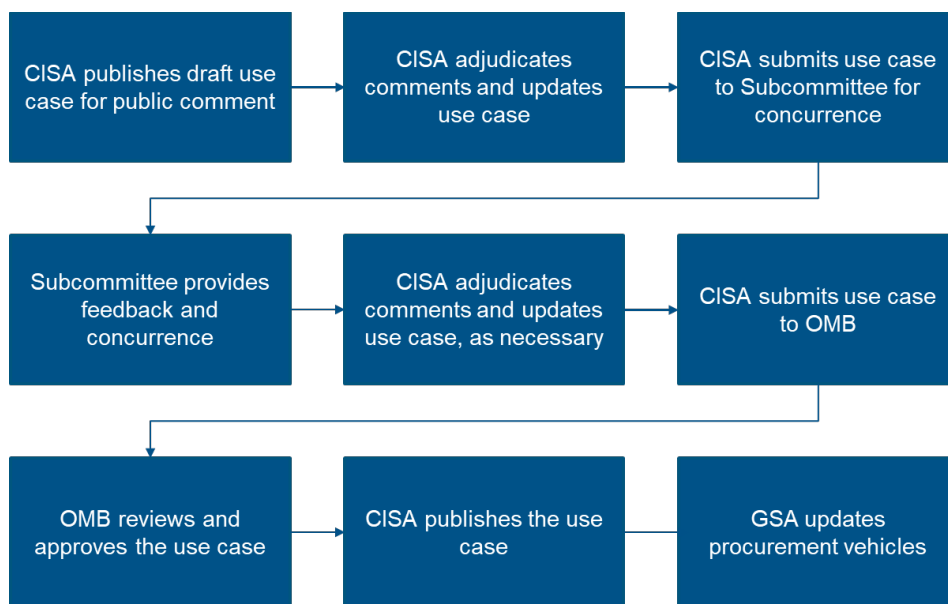 CISA publishes draft use
case for public comment
CISA adjudicates
comments and updates
use case
CISA submits use case
to Subcommittee for
concurrence
Subcommittee provides
feedback and
concurrence
CISA adjudicates
comments and updates
use case, as necessary
CISA submits use case
to OMB
OMB reviews and
approves the use case
CISA publishes the use
case
GSA updates
procurement vehicles